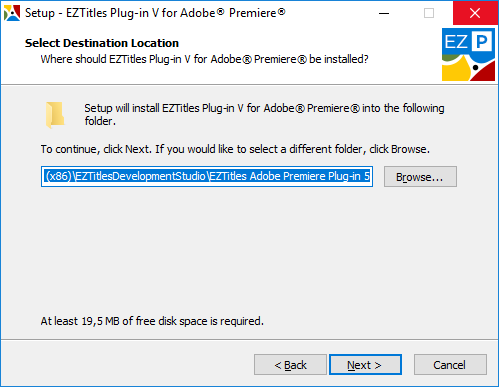 Setup - EZTitles Plug-in V for Adobe® Premiere®
Select Destination Location
Where should EZTitles Plug-in V for Adobe® Premiere® be installed?
EZ P
Setup will install EZTitles Plug-in V for Adobe® Premiere® into the following
folder.
To continue, click Next. If you would like to select a different folder, click Browse.
(x86)\EZTitlesDevelopmentStudio\EZTitles Adobe Premiere Plug-in 5
Browse...
At least 19,5 MB of free disk space is required.
< Back
Next >
Cancel